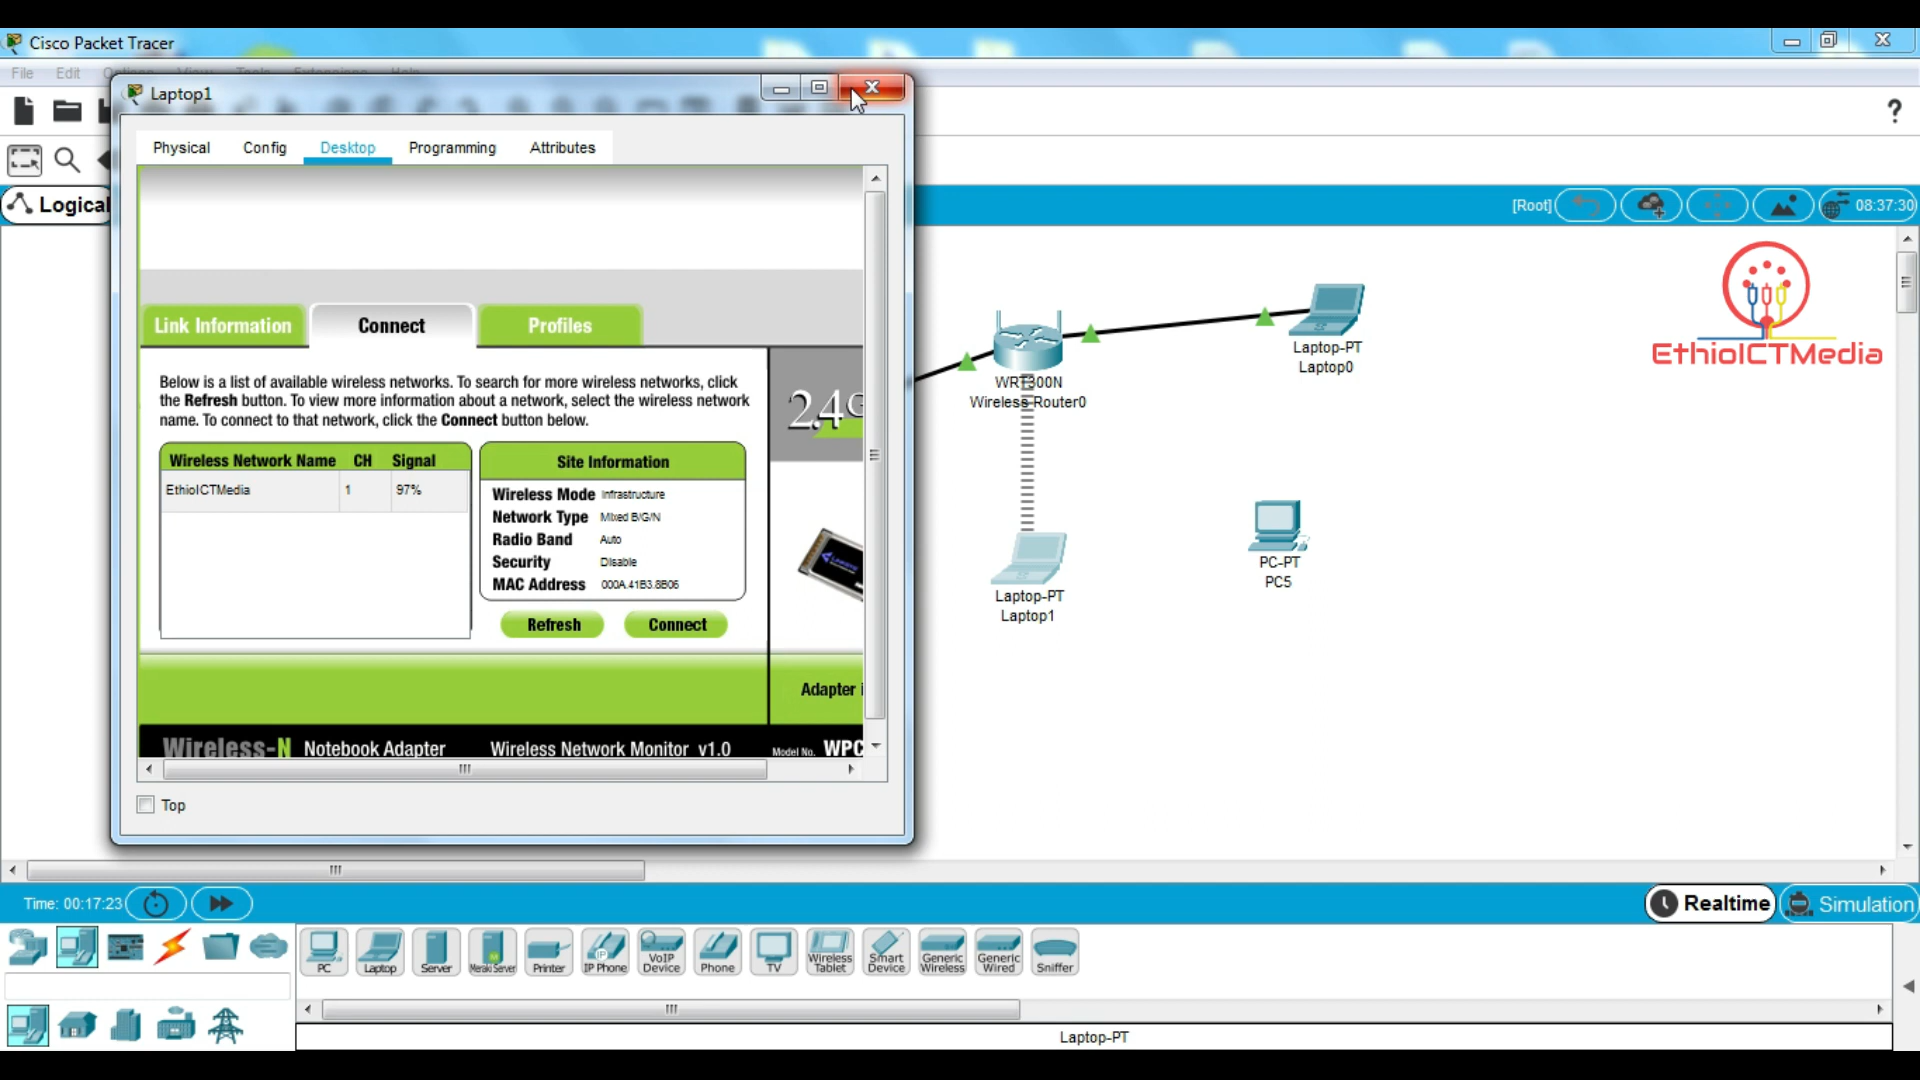 Cisco Packet Tracer
File Edit
Laptop1
Physical Config Desktop Programming Attributes
Logical
[Root]
08:37:30
EthioICTMedia
Link Information Connect Profiles
Below is a list of available wireless networks. To search for more wireless networks, click
the Refresh button. To view more information about a network, select the wireless network
name. To connect to that network, click the Connect button below.
2.4G
Wireless Network Name CH Signal
EthioICTMedia 1 97%
Site Information
Wireless Mode Infrastructure
Network Type Mixed B/G/N
Radio Band Auto
Security Disable
MAC Address 000A.41B3.8B06
Refresh Connect
Adapter i
Wireless-N Notebook Adapter Wireless Network Monitor v1.0 Model No. WPC
Top
WRT300N
Wireless Router0
Laptop-PT
Laptop0
Laptop-PT
Laptop1
PC-PT
PC5
Time: 00:17:23
Realtime Simulation
PC Laptop Server Meraki Server Printer IP Phone VoIP Device Phone TV Wireless Tablet Smart Device Generic Wireless Generic Wired Sniffer
Laptop-PT